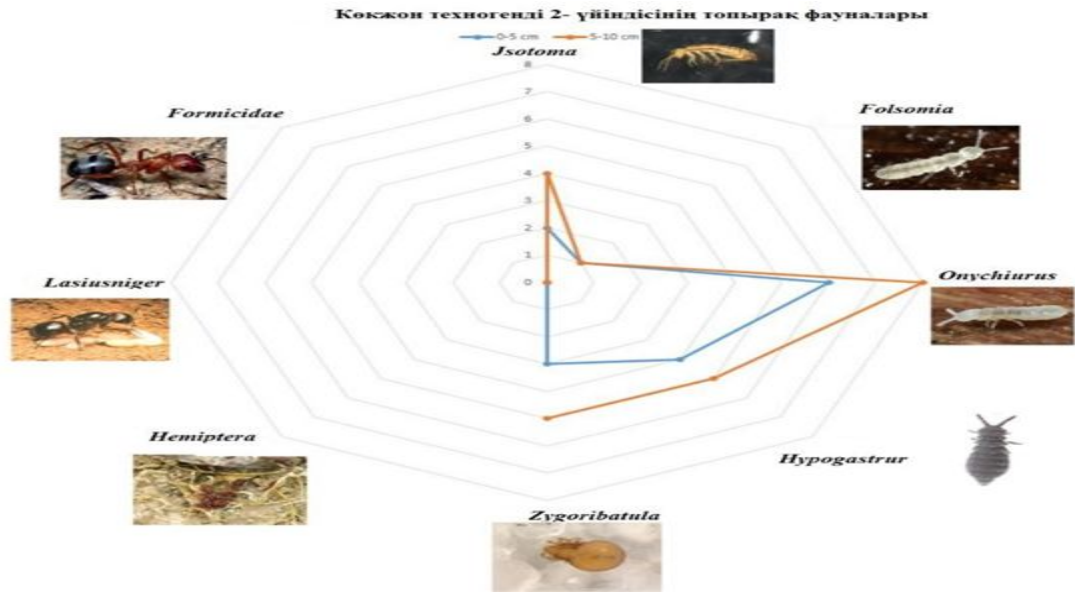 Көкжон техногенді 2- үйіндісінің топырақ фауналары
0-5 cm 5-10 cm
Jsotoma
8
7
6
5
4
3
2
1
0
Formicidae
Folsomia
Lasiusniger
Onychiurus
Hemiptera
Hypogastrur
Zygoribatula